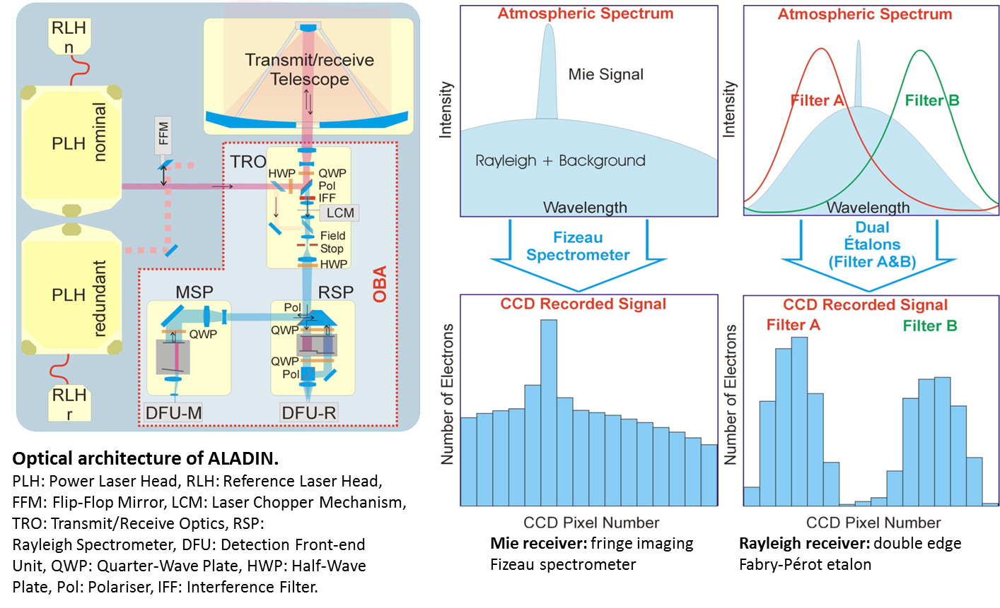 RLH
n
PLH
nominal
FFM
PLH
redundant
RLH
r
Transmit/receive
Telescope
TRO
HWP
QWP
Pol
IFF
LCM
Field
Stop
HWP
OBA
MSP
QWP
DFU-M
RSP
Pol
QWP
QWP
Pol
DFU-R
Optical architecture of ALADIN.
PLH: Power Laser Head, RLH: Reference Laser Head,
FFM: Flip-Flop Mirror, LCM: Laser Chopper Mechanism,
TRO: Transmit/Receive Optics, RSP:
Rayleigh Spectrometer, DFU: Detection Front-end
Unit, QWP: Quarter-Wave Plate, HWP: Half-Wave
Plate, Pol: Polariser, IFF: Interference Filter.
Atmospheric Spectrum
Intensity
Mie Signal
Rayleigh + Background
Wavelength
Fizeau
Spectrometer
CCD Recorded Signal
Number of Electrons
CCD Pixel Number
Mie receiver: fringe imaging
Fizeau spectrometer
Atmospheric Spectrum
Intensity
Filter A
Filter B
Wavelength
Dual
Étalons
(Filter A&B)
CCD Recorded Signal
Filter A
Filter B
Number of Electrons
CCD Pixel Number
Rayleigh receiver: double edge
Fabry-Pérot etalon